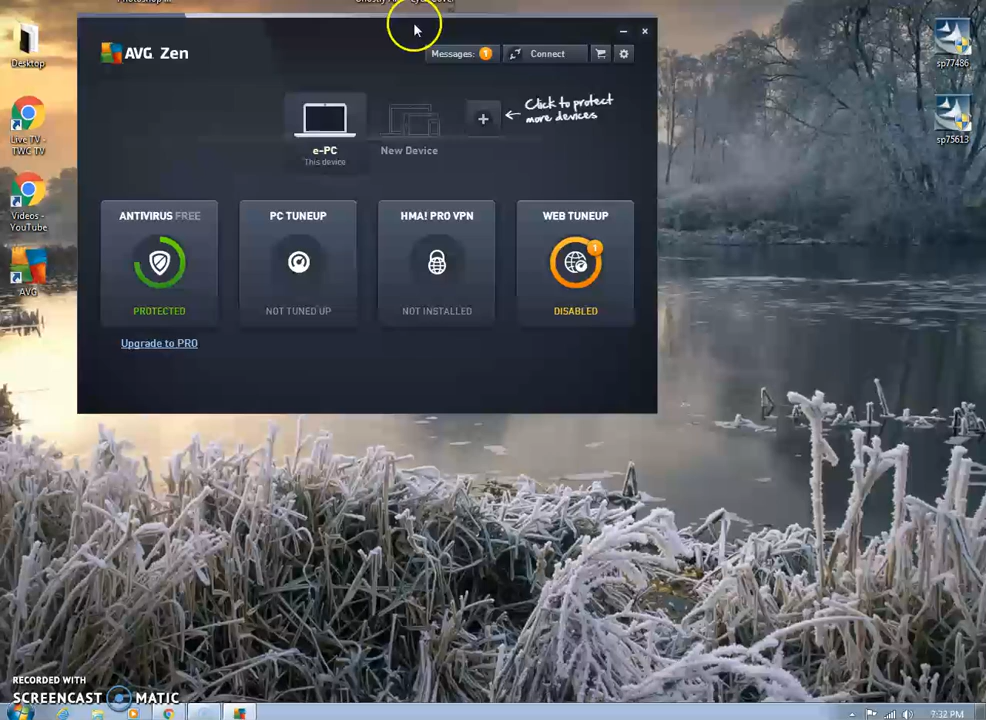 Desktop
Live TV -
TWC TV
Videos -
YouTube
AVG
AVG Zen
Messages: 1
Connect
e-PC
This device
New Device
+
Click to protect
more devices
ANTIVIRUS FREE
PROTECTED
Upgrade to PRO
PC TUNEUP
NOT TUNED UP
HMA! PRO VPN
NOT INSTALLED
WEB TUNEUP
1
DISABLED
sp77486
sp75613
RECORDED WITH
SCREENCAST MATIC
7:32 PM